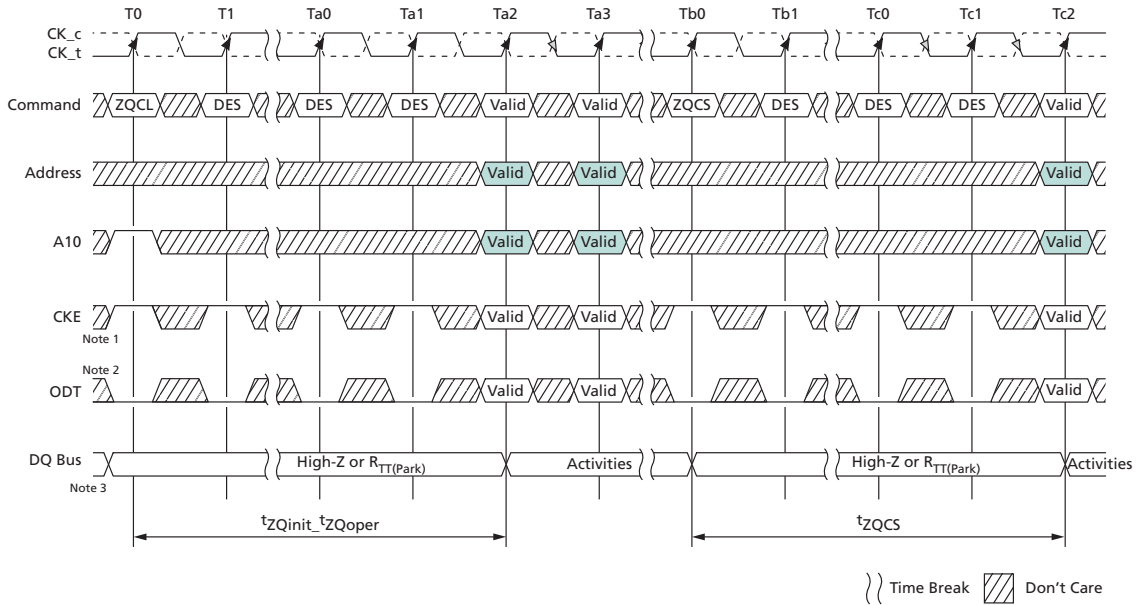 T0 T1 Ta0 Ta1 Ta2 Ta3 Tb0 Tb1 Tc0 Tc1 Tc2
CK_c
CK_t
Command ZQCL DES DES DES Valid Valid ZQCS DES DES DES Valid
Address Valid Valid Valid
A10 Valid Valid Valid
CKE Valid Valid Valid
Note 1
Note 2
ODT Valid Valid Valid
DQ Bus High-Z or RTT(Park) Activities High-Z or RTT(Park) Activities
Note 3
tZQinit_tZQoper tZQCS
Time Break Don't Care